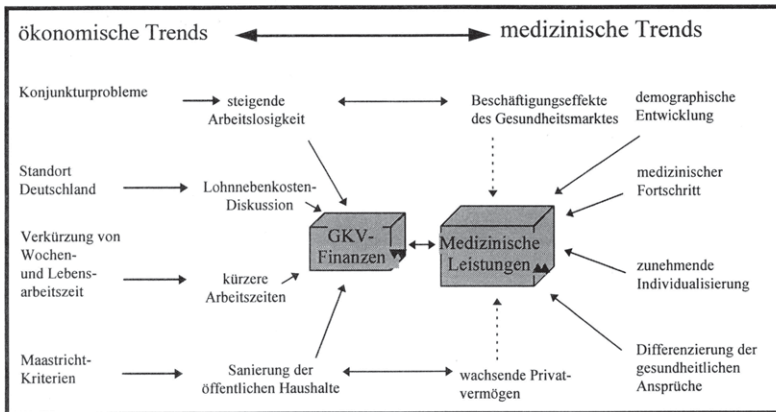 ökonomische Trends
medizinische Trends
Konjunkturprobleme
steigende
Arbeitslosigkeit
Beschäftigungseffekte
des Gesundheitsmarktes
demographische
Entwicklung
Standort
Deutschland
Lohnnebenkosten-
Diskussion
medizinischer
Fortschritt
GKV-
Finanzen
Medizinische
Leistungen
Verkürzung von
Wochen-
und Lebens-
arbeitszeit
kürzere
Arbeitszeiten
zunehmende
Individualisierung
Maastricht-
Kriterien
Sanierung der
öffentlichen Haushalte
wachsende Privat-
vermögen
Differenzierung der
gesundheitlichen
Ansprüche